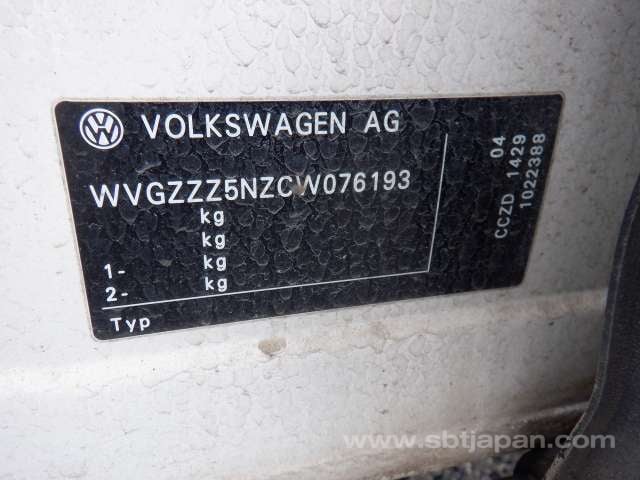 VOLKSWAGEN AG
WVGZZZ5NZCW076193
kg
kg
1- kg
2- kg
Typ
04
CCZD 1429
1022388
www.sbtjapan.com